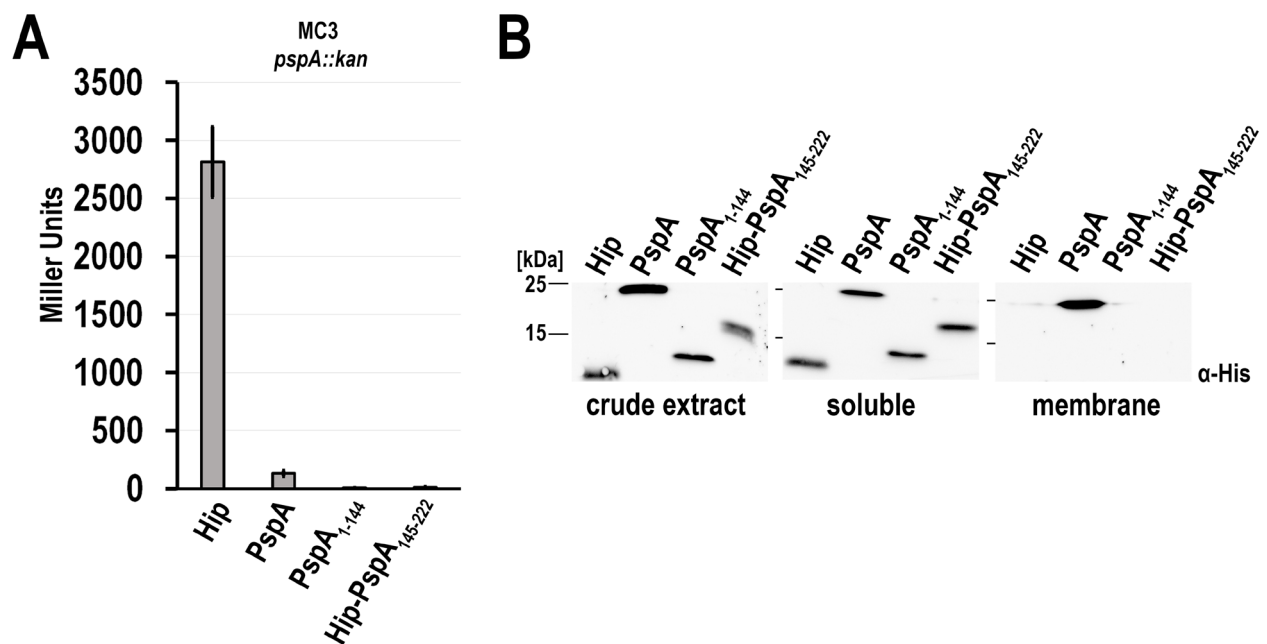 A
MC3
pspA::kan
Miller Units
3500
3000
2500
2000
1500
1000
500
0
Hip
PspA
PspA1-144
Hip-PspA145-222
B
[kDa]
25
15
Hip
PspA
PspA1-144
Hip-PspA145-222
crude extract
Hip
PspA
PspA1-144
Hip-PspA145-222
soluble
Hip
PspA
PspA1-144
Hip-PspA145-222
membrane
α-His